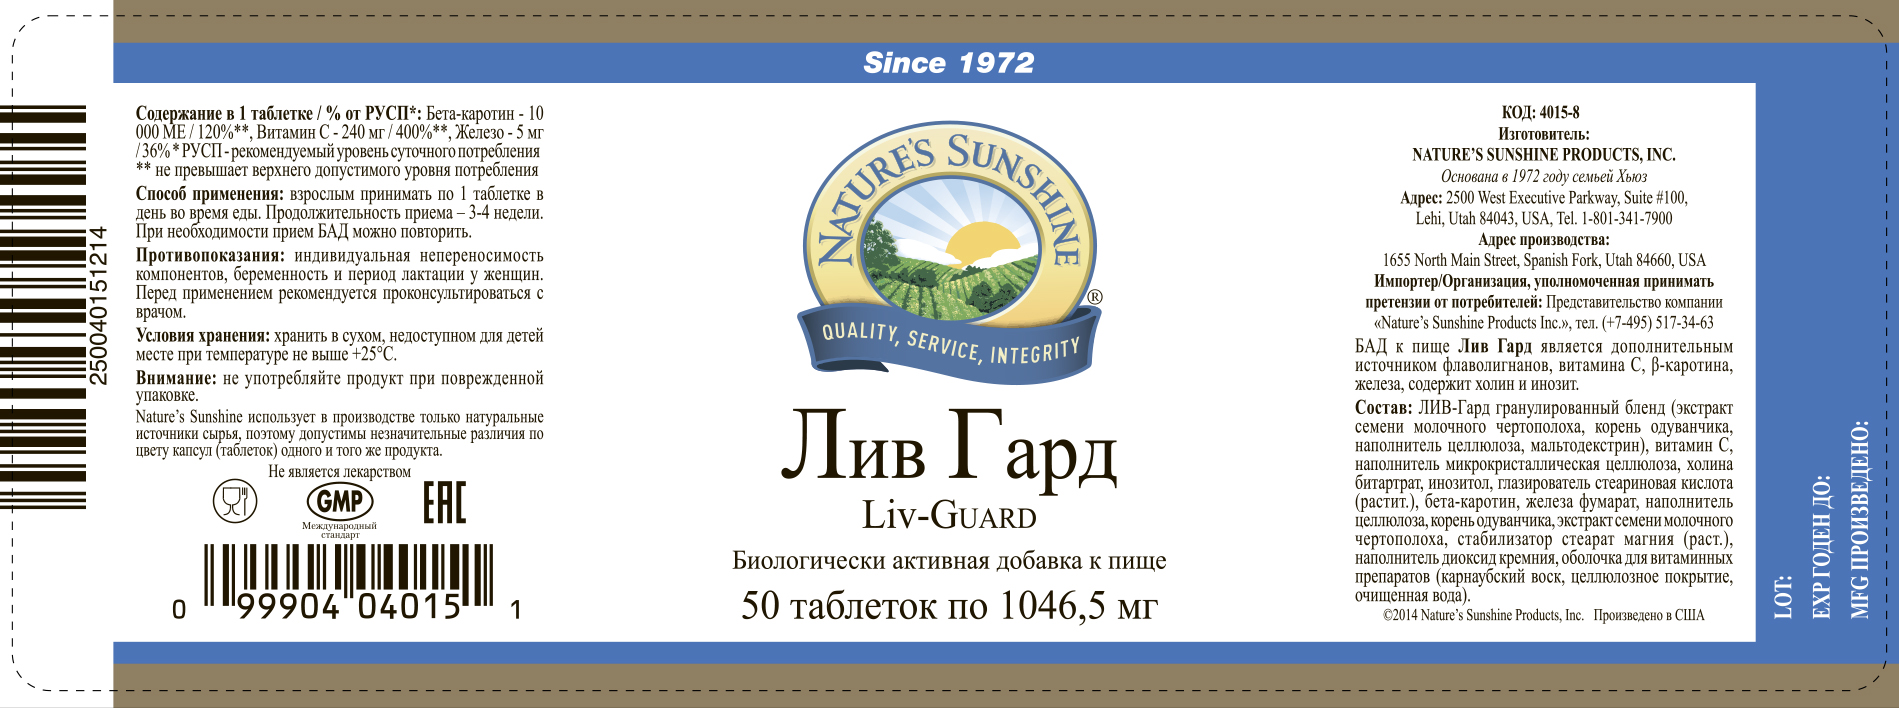 Since 1972
250040151214
Содержание в 1 таблетке / % от РУСП*: Бета-каротин - 10
000 МЕ / 120%**, Витамин С - 240 мг / 400%**, Железо - 5 мг
/ 36% * РУСП - рекомендуемый уровень суточного потребления
** не превышает верхнего допустимого уровня потребления
Способ применения: взрослым принимать по 1 таблетке в
день во время еды. Продолжительность приема – 3-4 недели.
При необходимости прием БАД можно повторить.
Противопоказания: индивидуальная непереносимость
компонентов, беременность и период лактации у женщин.
Перед применением рекомендуется проконсультироваться с
врачом.
Условия хранения: хранить в сухом, недоступном для детей
месте при температуре не выше +25°С.
Внимание: не употребляйте продукт при поврежденной
упаковке.
Nature's Sunshine использует в производстве только натуральные
источники сырья, поэтому допустимы незначительные различия по
цвету капсул (таблеток) одного и того же продукта.
Не является лекарством
GMP
Международный
стандарт
EAC
0 99904 04015 1
NATURE'S SUNSHINE
®
QUALITY, SERVICE, INTEGRITY
Лив Гард
LIV-GUARD
Биологически активная добавка к пище
50 таблеток по 1046,5 мг
КОД: 4015-8
Изготовитель:
NATURE'S SUNSHINE PRODUCTS, INC.
Основана в 1972 году семьей Хьюз
Адрес: 2500 West Executive Parkway, Suite #100,
Lehi, Utah 84043, USA, Tel. 1-801-341-7900
Адрес производства:
1655 North Main Street, Spanish Fork, Utah 84660, USA
Импортер/Организация, уполномоченная принимать
претензии от потребителей: Представительство компании
«Nature's Sunshine Products Inc.», тел. (+7-495) 517-34-63
БАД к пище Лив Гард является дополнительным
источником флаволигнанов, витамина С, β-каротина,
железа, содержит холин и инозит.
Состав: ЛИВ-Гард гранулированный бленд (экстракт
семени молочного чертополоха, корень одуванчика,
наполнитель целлюлоза, мальтодекстрин), витамин С,
наполнитель микрокристаллическая целлюлоза, холина
битартрат, инозитол, глазирователь стеариновая кислота
(растит.), бета-каротин, железа фумарат, наполнитель
целлюлоза, корень одуванчика, экстракт семени молочного
чертополоха, стабилизатор стеарат магния (раст.),
наполнитель диоксид кремния, оболочка для витаминных
препаратов (карнаубский воск, целлюлозное покрытие,
очищенная вода).
©2014 Nature's Sunshine Products, Inc. Произведено в США
LOT:
EXP ГОДЕН ДО:
MFG ПРОИЗВЕДЕНО: